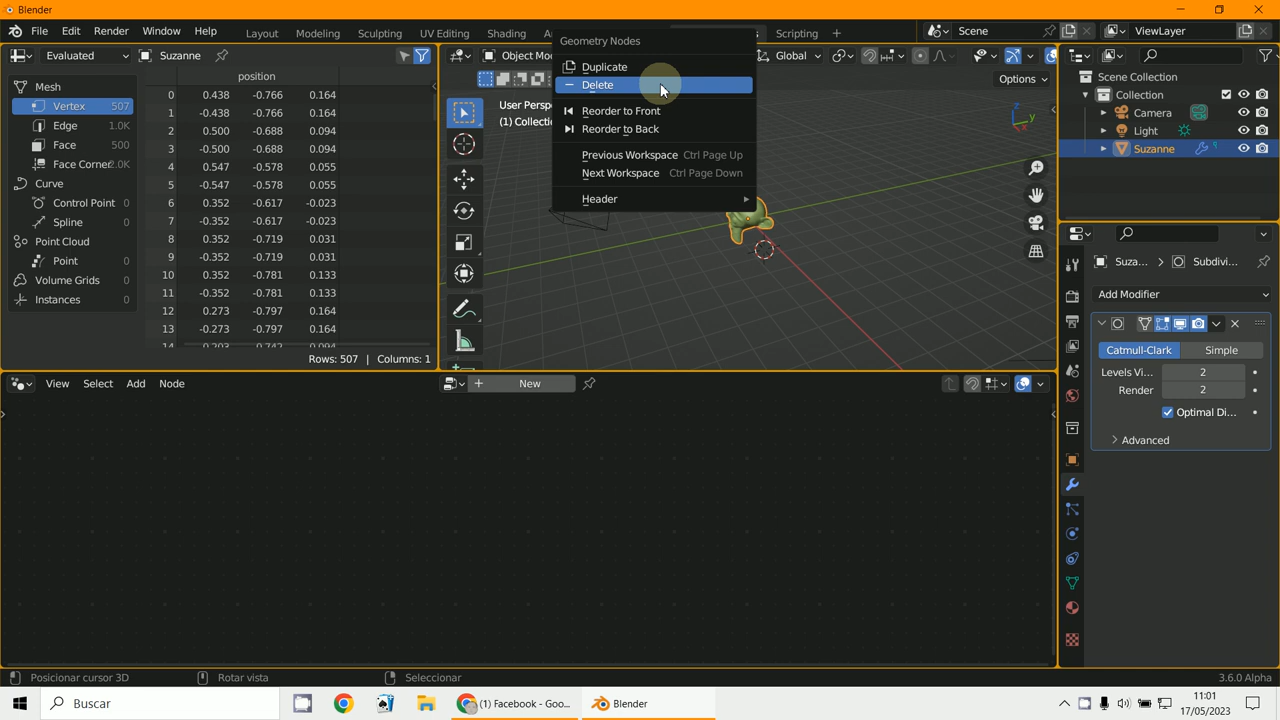 Blender
File Edit Render Window Help Layout Modeling Sculpting UV Editing Shading Scripting Scene ViewLayer
Evaluated Suzanne
Object Mod Global
Options
Geometry Nodes
Duplicate
Delete
Reorder to Front
Reorder to Back
Previous Workspace Ctrl Page Up
Next Workspace Ctrl Page Down
Header
User Perspe
(1) Collectio
Mesh
Vertex 507
Edge 1.0K
Face 500
Face Corner 2.0K
Curve
Control Point 0
Spline 0
Point Cloud
Point 0
Volume Grids 0
Instances 0
position
0 0.438 -0.766 0.164
1 -0.438 -0.766 0.164
2 0.500 -0.688 0.094
3 -0.500 -0.688 0.094
4 0.547 -0.578 0.055
5 -0.547 -0.578 0.055
6 0.352 -0.617 -0.023
7 -0.352 -0.617 -0.023
8 0.352 -0.719 0.031
9 -0.352 -0.719 0.031
10 0.352 -0.781 0.133
11 -0.352 -0.781 0.133
12 0.273 -0.797 0.164
13 -0.273 -0.797 0.164
14 0.203 -0.742 0.094
Rows: 507 | Columns: 1
Z
Y
Scene Collection
Collection
Camera
Light
Suzanne
Suza... Subdivi...
Add Modifier
Catmull-Clark Simple
Levels Vi... 2
Render 2
Optimal Di...
Advanced
View Select Add Node New
Posicionar cursor 3D Rotar vista Seleccionar 3.6.0 Alpha
Buscar (1) Facebook - Goo... Blender
11:01
17/05/2023